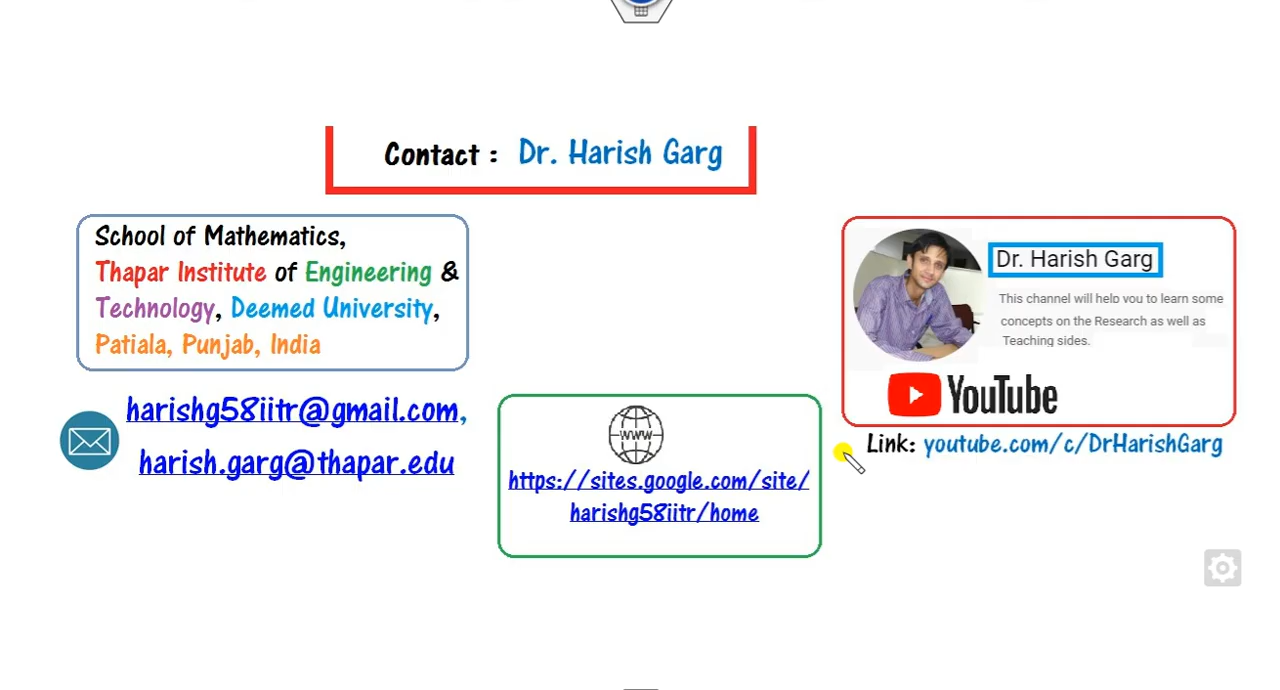 Contact : Dr. Harish Garg
School of Mathematics,
Thapar Institute of Engineering &
Technology, Deemed University,
Patiala, Punjab, India
harishg58iitr@gmail.com,
harish.garg@thapar.edu
www
https://sites.google.com/site/
harishg58iitr/home
Dr. Harish Garg
This channel will help you to learn some
concepts on the Research as well as
Teaching sides.
YouTube
Link: youtube.com/c/DrHarishGarg